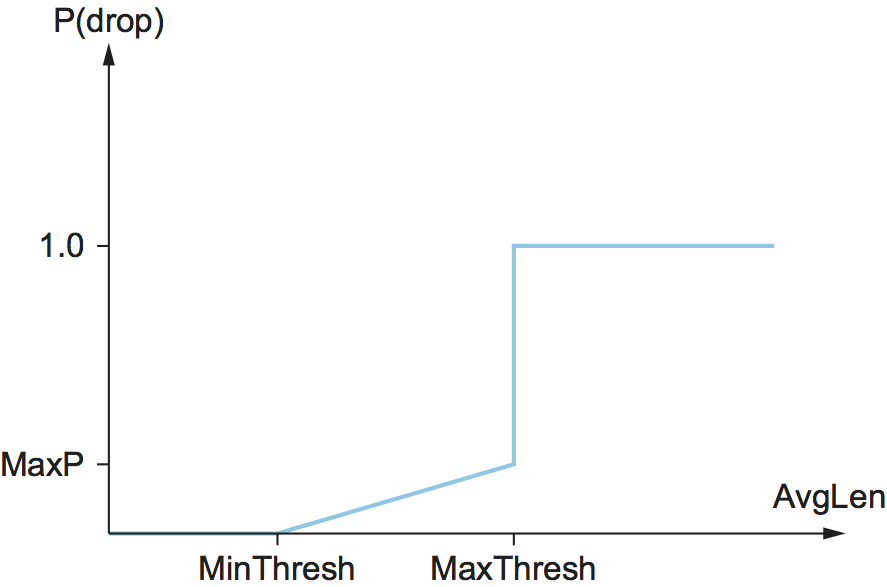 P(drop)
1.0
MaxP
AvgLen
MinThresh
MaxThresh